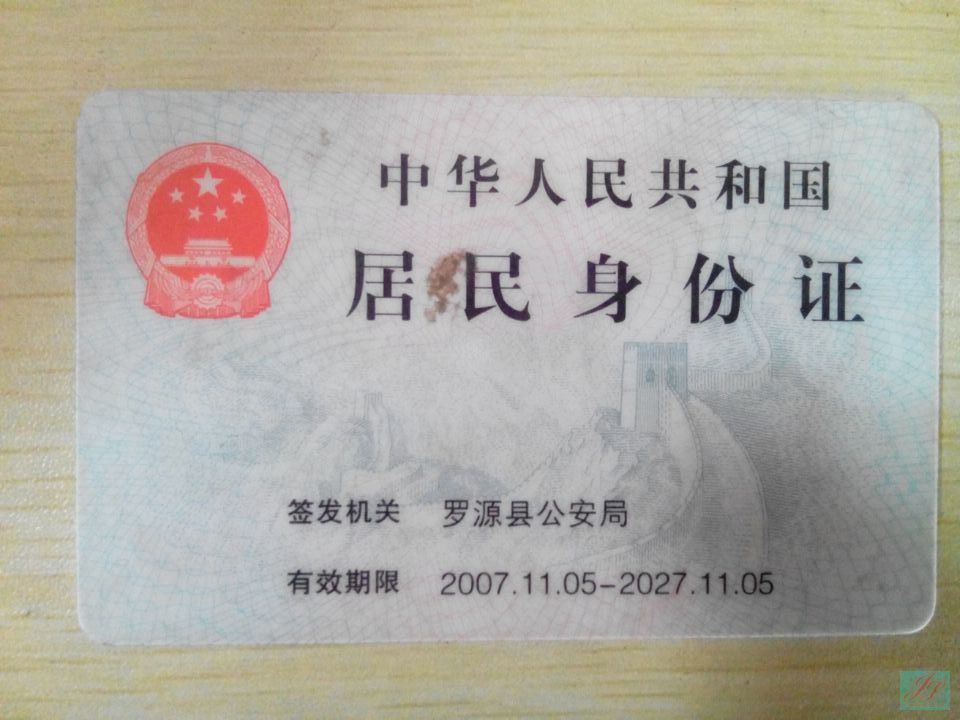 中华人民共和国
居民身份证
签发机关 罗源县公安局
有效期限 2007.11.05-2027.11.05